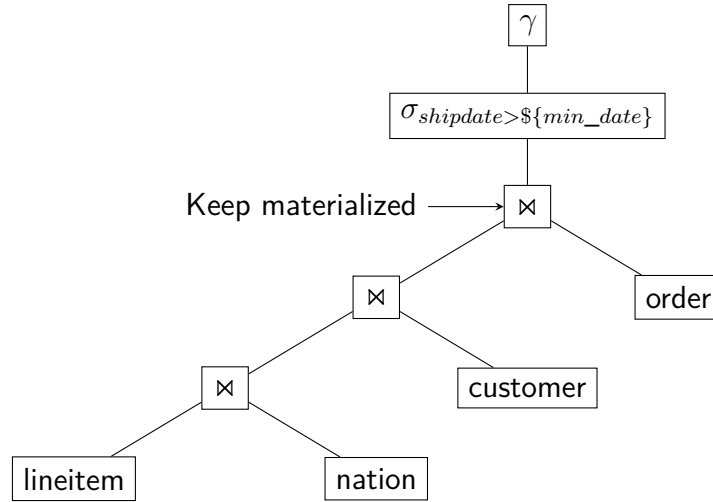 γ
σ_shipdate>${min_date}
Keep materialized
⋈
order
⋈
customer
⋈
lineitem
nation